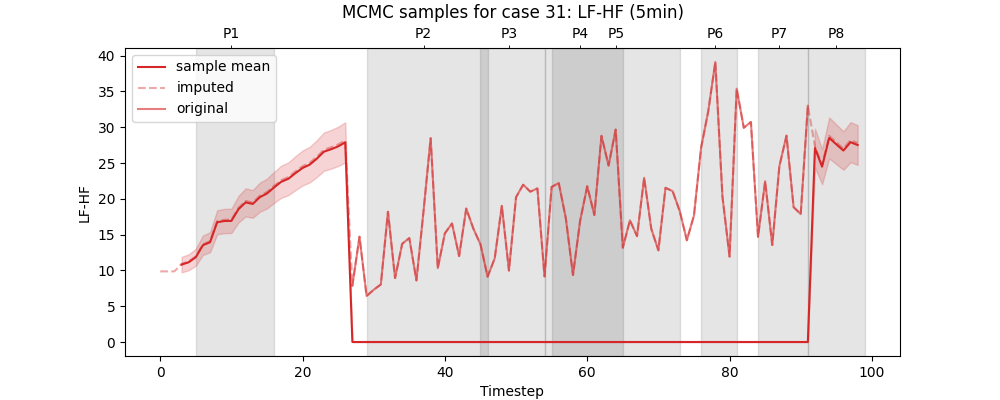 MCMC samples for case 31: LF-HF (5min)
P1 P2 P3 P4 P5 P6 P7 P8
sample mean
imputed
original
40
35
30
25
20
15
10
5
0
LF-HF
0 20 40 60 80 100
Timestep